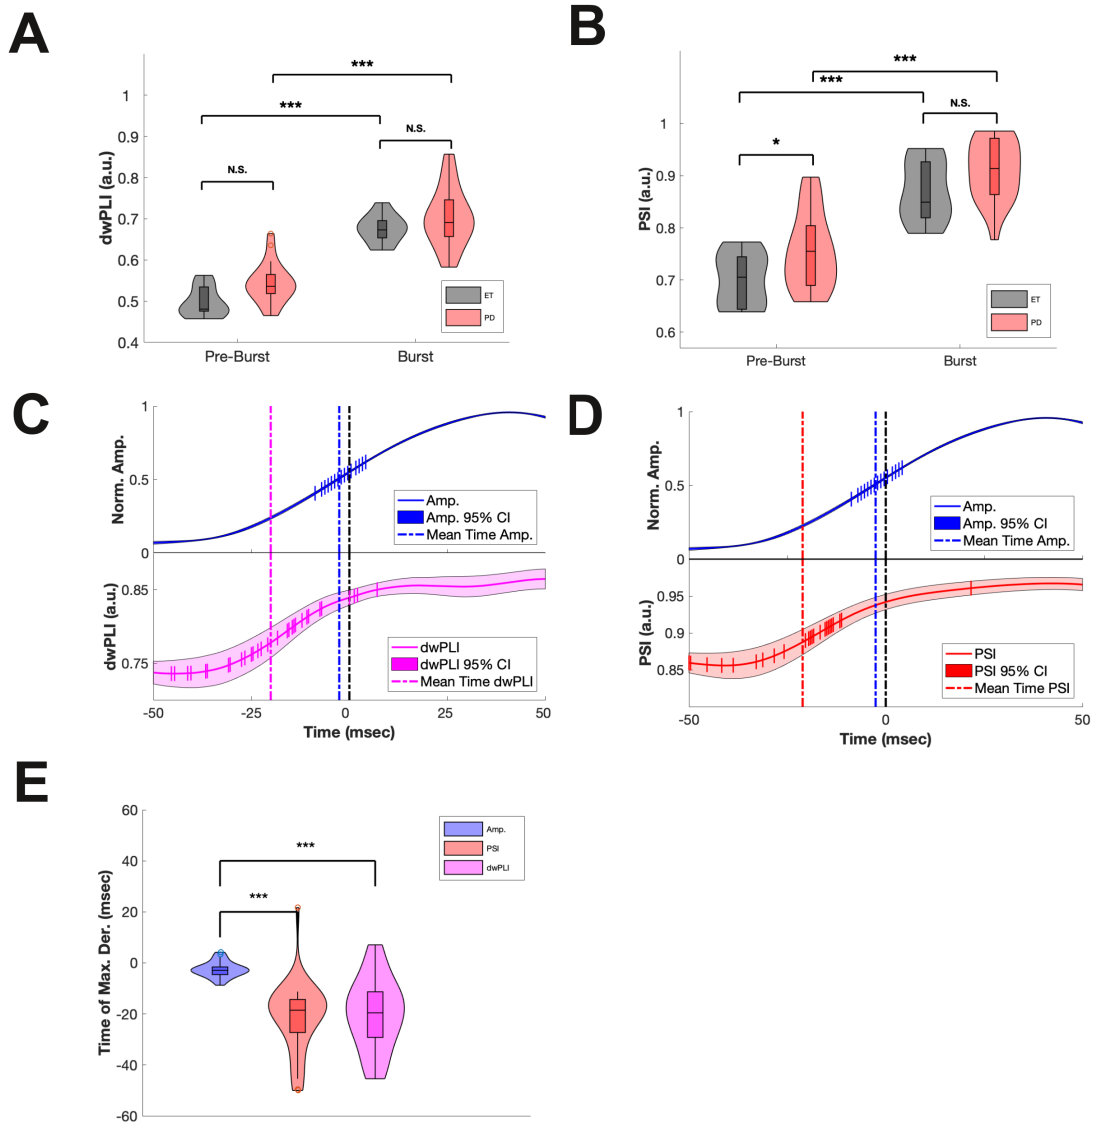 A
dwPLI (a.u.)
1
0.9
0.8
0.7
0.6
0.5
0.4
***
***
N.S.
N.S.
ET
PD
Pre-Burst
Burst
B
PSI (a.u.)
1
0.9
0.8
0.7
0.6
***
***
N.S.
*
ET
PD
Pre-Burst
Burst
C
Norm. Amp.
1
0.5
0
Amp.
Amp. 95% CI
Mean Time Amp.
dwPLI (a.u.)
0.85
0.75
dwPLI
dwPLI 95% CI
Mean Time dwPLI
-50
-25
0
25
50
Time (msec)
D
Norm. Amp.
1
0.5
0
Amp.
Amp. 95% CI
Mean Time Amp.
PSI (a.u.)
0.95
0.9
0.85
PSI
PSI 95% CI
Mean Time PSI
-50
0
50
Time (msec)
E
Time of Max. Der. (msec)
60
40
20
0
-20
-40
-60
***
***
Amp.
PSI
dwPLI